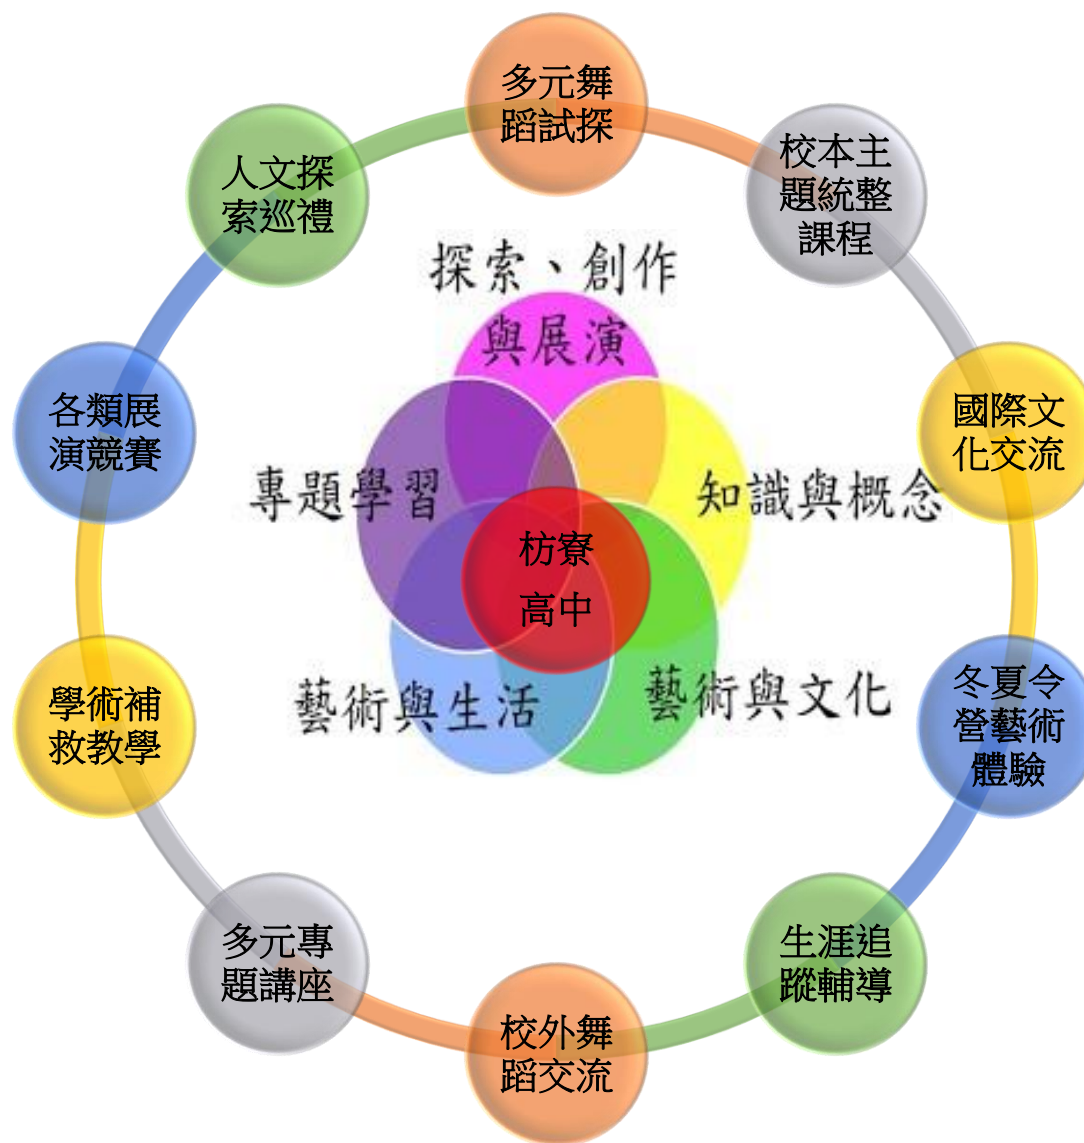 多元舞
蹈試探
校本主
題統整
課程
國際文
化交流
冬夏令
營藝術
體驗
生涯追
蹤輔導
校外舞
蹈交流
多元專
題講座
學術補
救教學
各類展
演競賽
人文探
索巡禮
探索、創作
與展演
知識與概念
藝術與文化
藝術與生活
專題學習
枋寮
高中